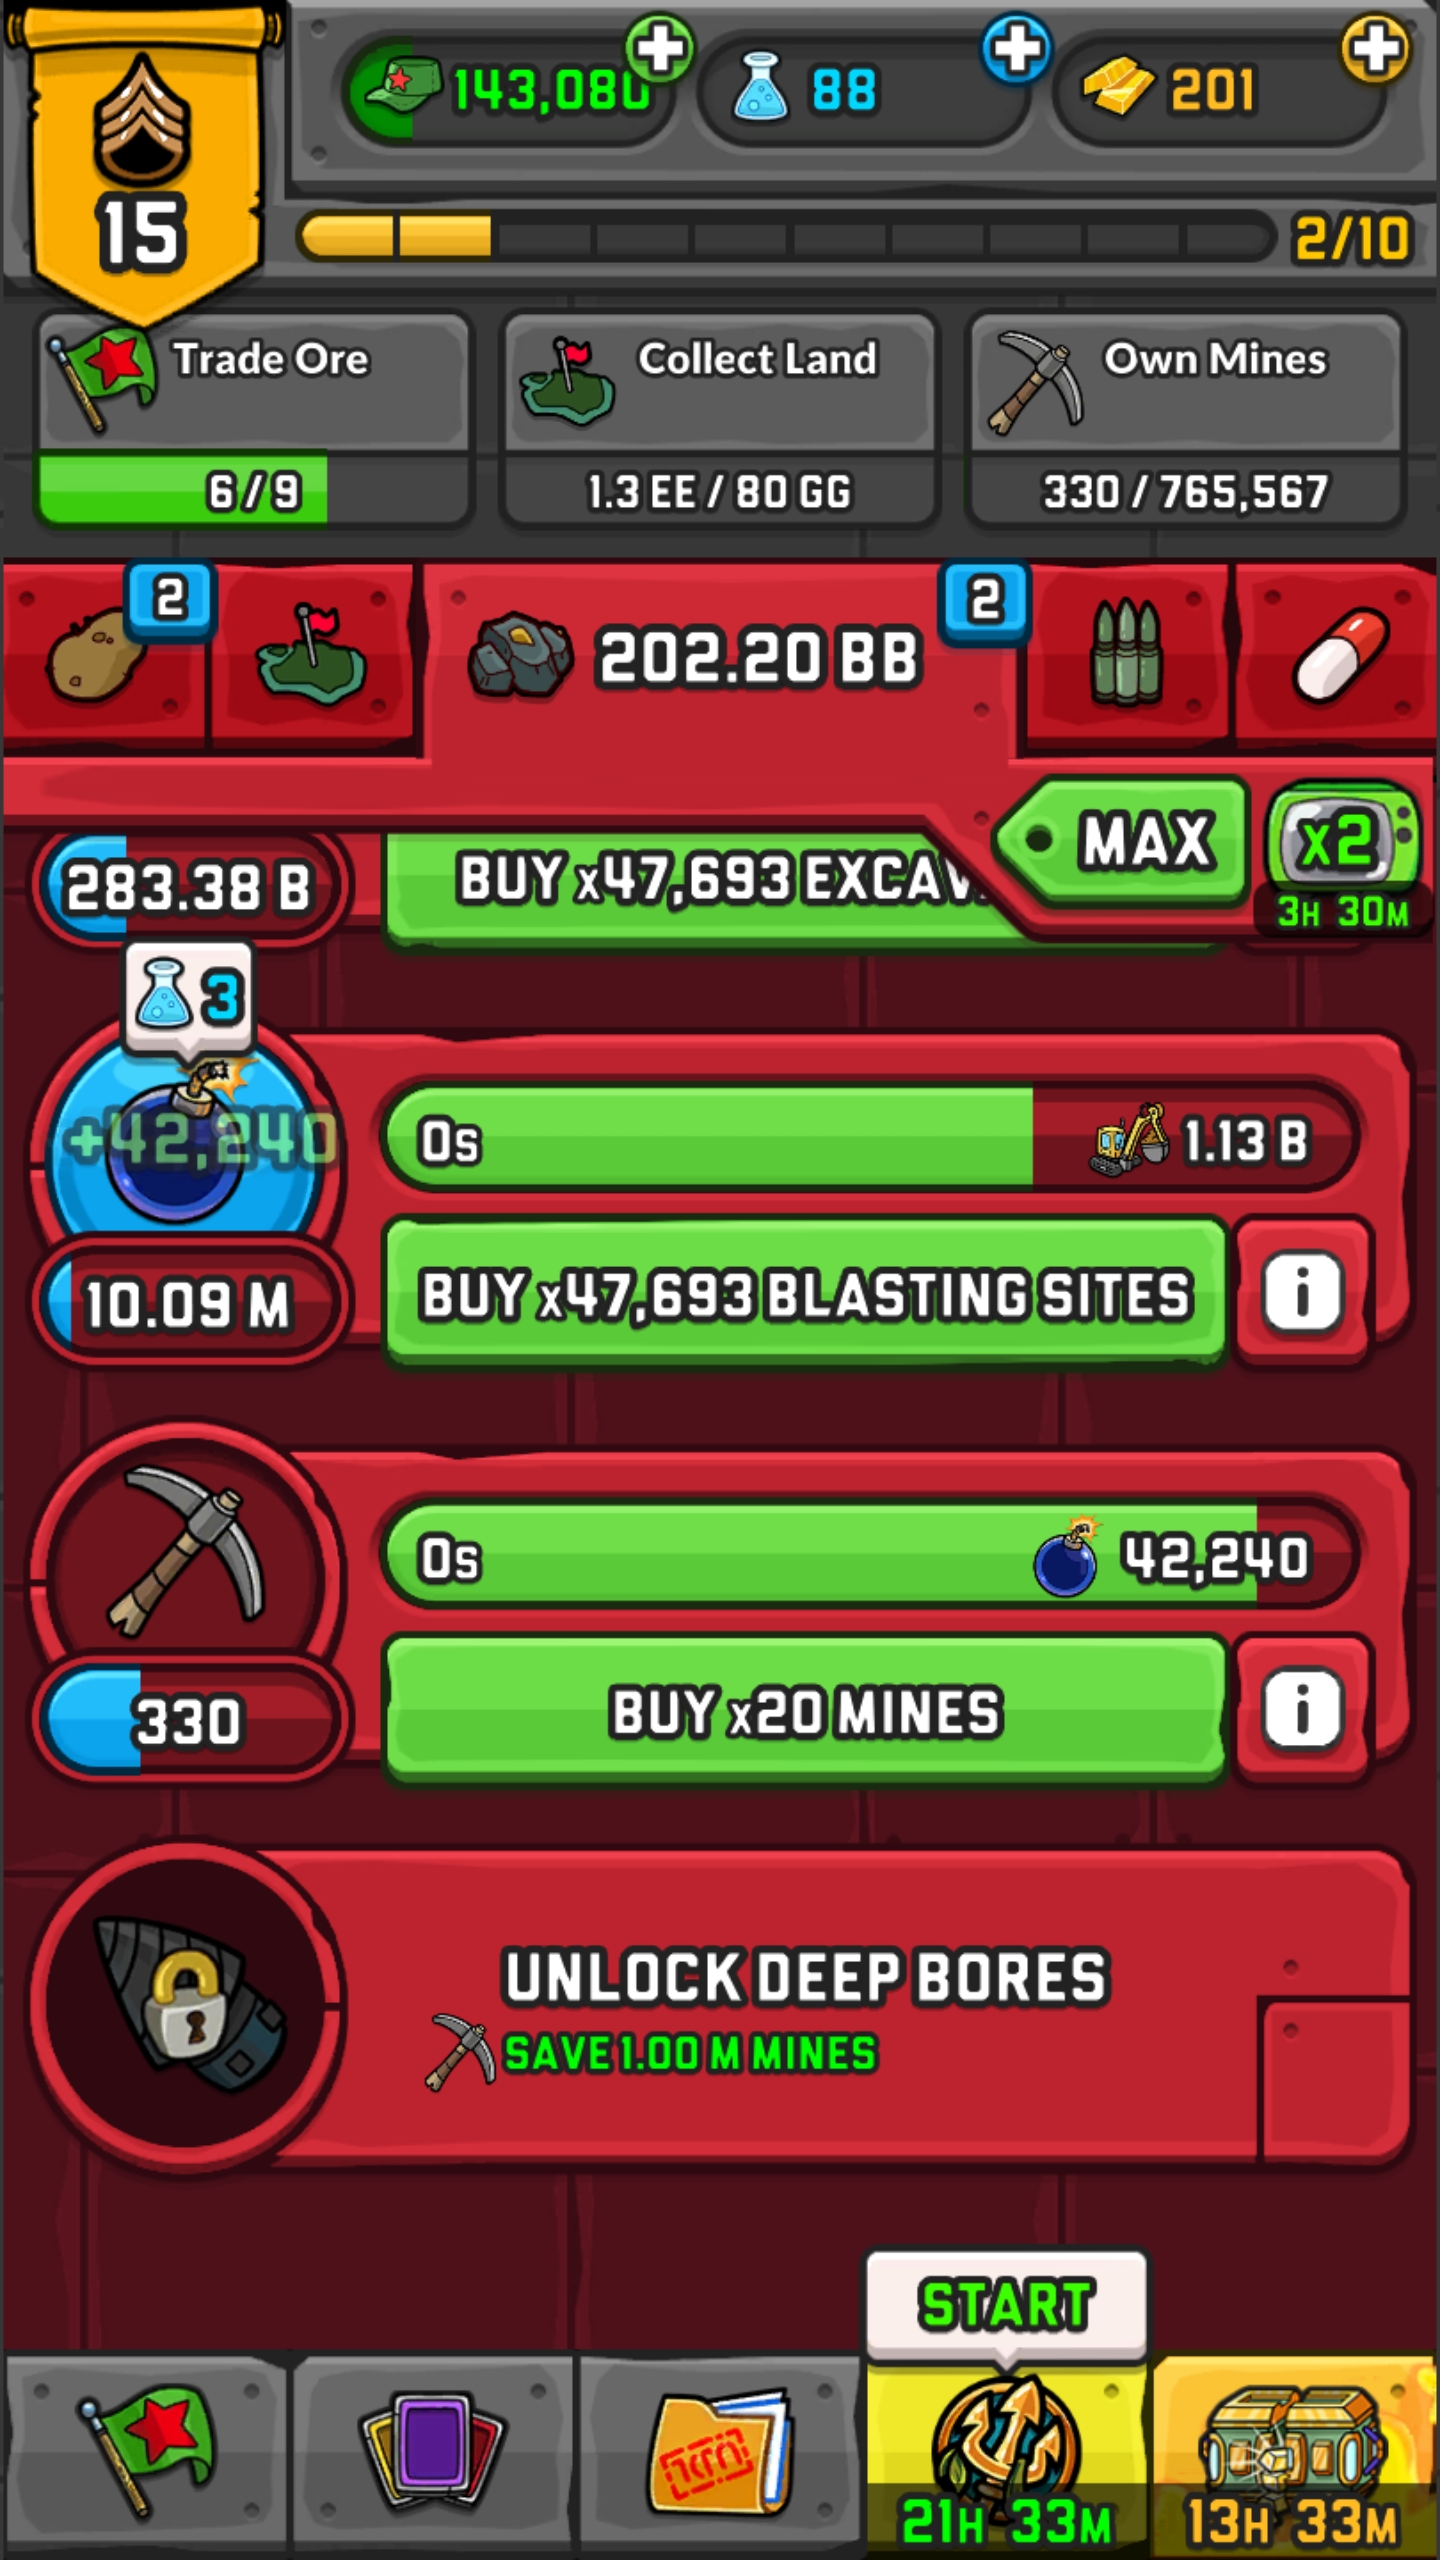 15
143,080
88
201
2/10
Trade Ore
Collect Land
Own Mines
6/9
1.3 EE / 80 GG
330 / 765,567
2
202.20 BB
2
MAX
x2
3H 30M
283.38 B
BUY x47,693 EXCAV
3
+42,240
0s
1.13 B
10.09 M
BUY x47,693 BLASTING SITES
i
0s
42,240
330
BUY x20 MINES
i
UNLOCK DEEP BORES
SAVE 1.00 M MINES
START
21H 33M
13H 33M